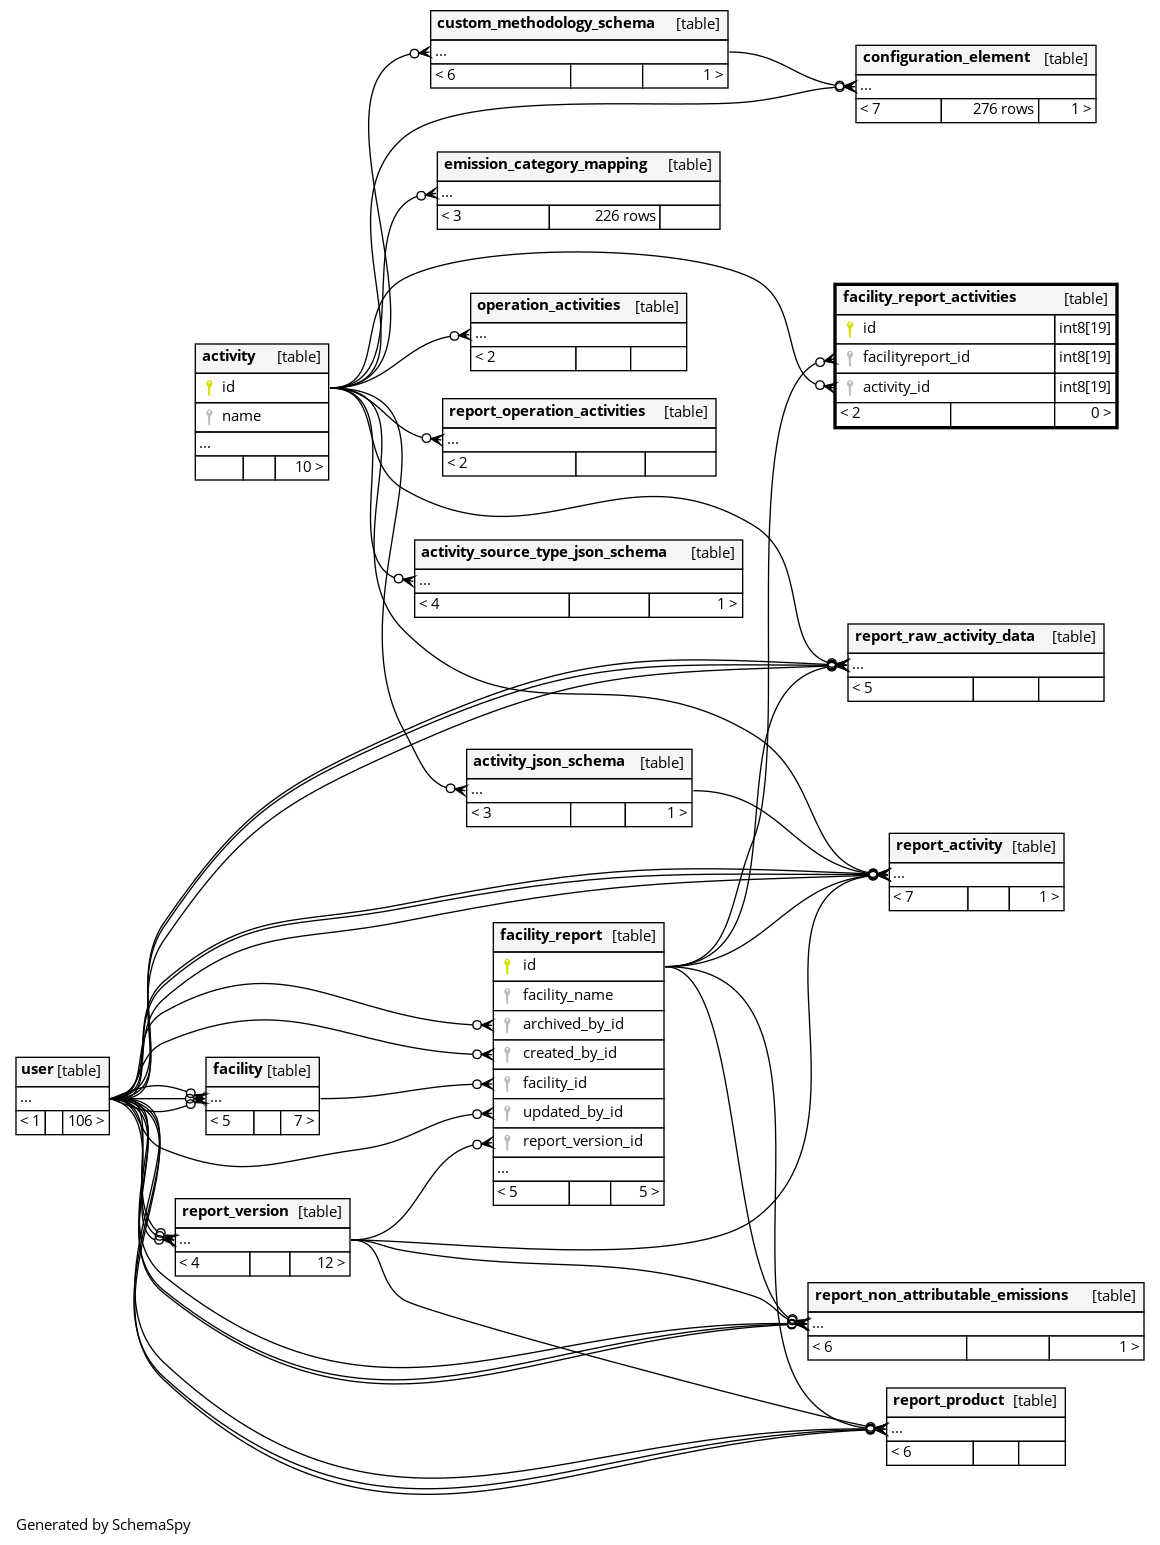 custom_methodology_schema [table]
...
< 6 1 >
configuration_element [table]
...
< 7 276 rows 1 >
emission_category_mapping [table]
...
< 3 226 rows
operation_activities [table]
...
< 2
facility_report_activities [table]
id int8[19]
facilityreport_id int8[19]
activity_id int8[19]
< 2 0 >
activity [table]
id
name
...
10 >
report_operation_activities [table]
...
< 2
activity_source_type_json_schema [table]
...
< 4 1 >
report_raw_activity_data [table]
...
< 5
activity_json_schema [table]
...
< 3 1 >
report_activity [table]
...
< 7 1 >
facility_report [table]
id
facility_name
archived_by_id
created_by_id
facility_id
updated_by_id
report_version_id
...
< 5 5 >
user [table]
...
< 1 106 >
facility [table]
...
< 5 7 >
report_version [table]
...
< 4 12 >
report_non_attributable_emissions [table]
...
< 6 1 >
report_product [table]
...
< 6
Generated by SchemaSpy